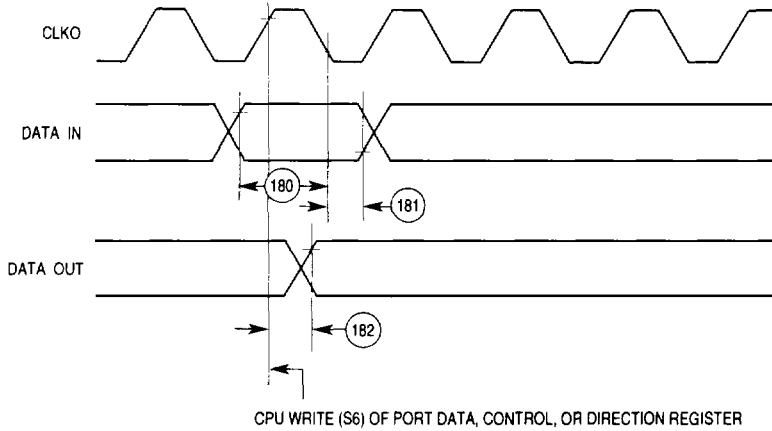 CLKO
DATA IN
180
181
DATA OUT
182
CPU WRITE (S6) OF PORT DATA, CONTROL, OR DIRECTION REGISTER